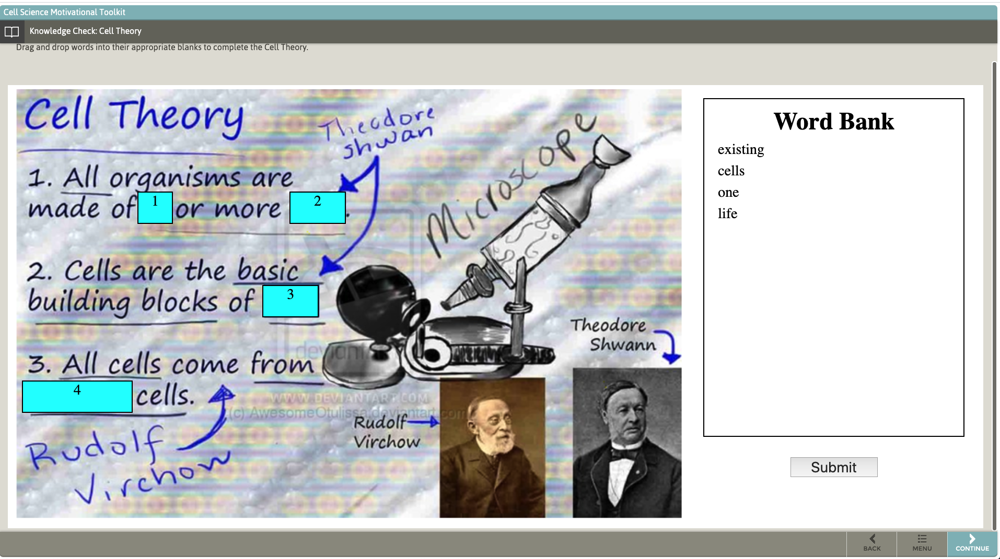 Cell Science Motivational Toolkit
Knowledge Check: Cell Theory
Drag and drop words into their appropriate blanks to complete the Cell Theory.
Cell Theory
Theodore
shwan
Microscope
1. All organisms are
made of 1 or more 2 .
2. Cells are the basic
building blocks of 3
3. All cells come from
4 cells.
Rudolf
Virchow
deviant
WWW.DEVIANTART.COM
(c) AwesomeOtulissa.deviantart.com
Rudolf
Virchow
Theodore
Shwann
Word Bank
existing
cells
one
life
Submit
BACK
MENU
CONTINUE